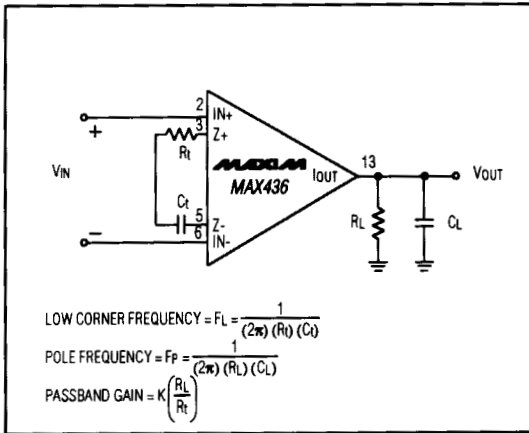 2
IN+
+
3
Z+
Rt
MAXIM
13
VIN
IOUT
VOUT
MAX436
Ct
RL
CL
5
Z-
6
IN-
−
LOW CORNER FREQUENCY = FL = 1 / (2π) (Rt) (Ct)
POLE FREQUENCY = FP = 1 / (2π) (RL) (CL)
PASSBAND GAIN = K(RL / Rt)